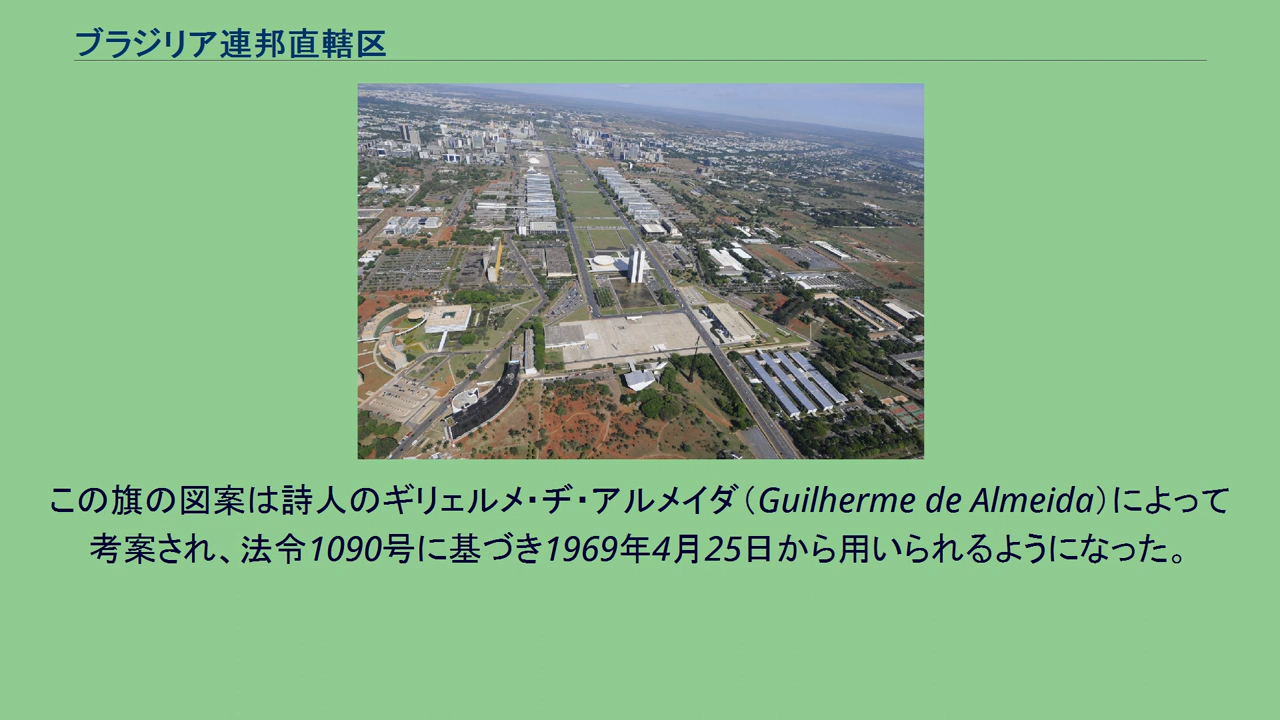 ブラジリア連邦直轄区
この旗の図案は詩人のギリェルメ・ヂ・アルメイダ（Guilherme de Almeida）によって
考案され、法令1090号に基づき1969年4月25日から用いられるようになった。